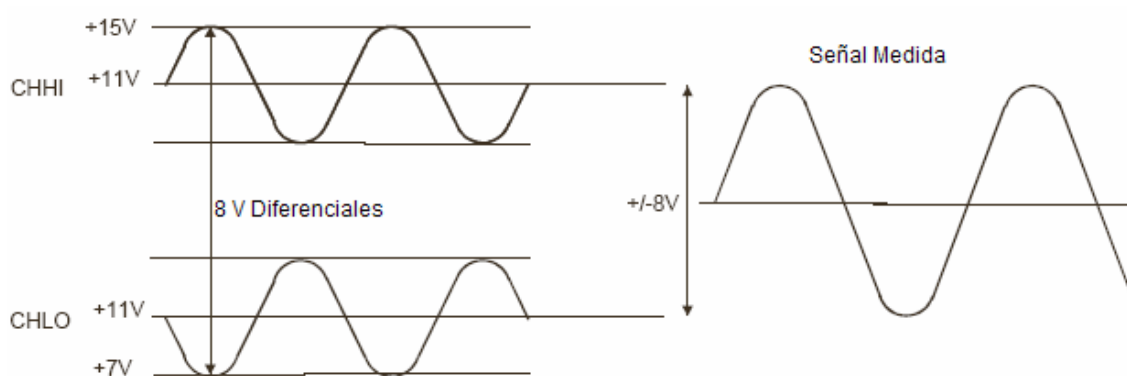 +15V
CHHI
+11V
8 V Diferenciales
+11V
CHLO
+7V
Señal Medida
+/-8V